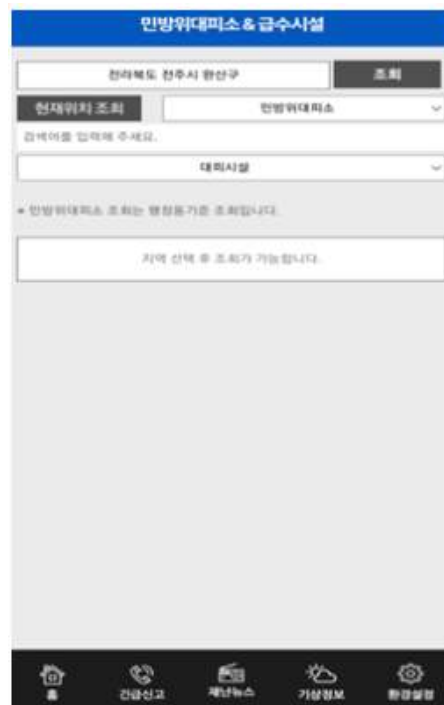 민방위대피소 & 급수시설
전라북도 전주시 완산구 조회
현재위치 조회 민방위대피소
검색어를 입력해 주세요.
대피시설
* 민방위대피소 조회는 행정동기준 조회입니다.
지역 선택 후 조회가 가능합니다.
홈 긴급신고 재난뉴스 기상정보 환경설정